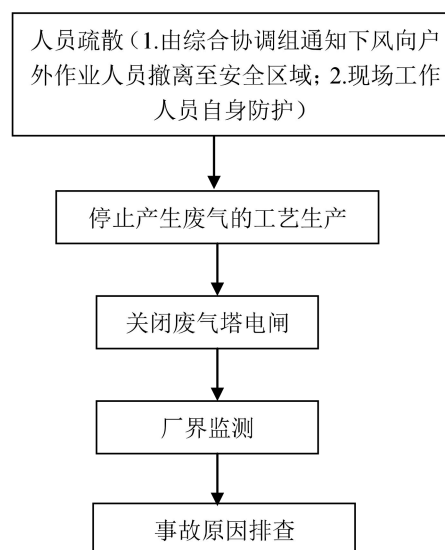 人员疏散（1.由综合协调组通知下风向户
外作业人员撤离至安全区域；2.现场工作
人员自身防护）
停止产生废气的工艺生产
关闭废气塔电闸
厂界监测
事故原因排查